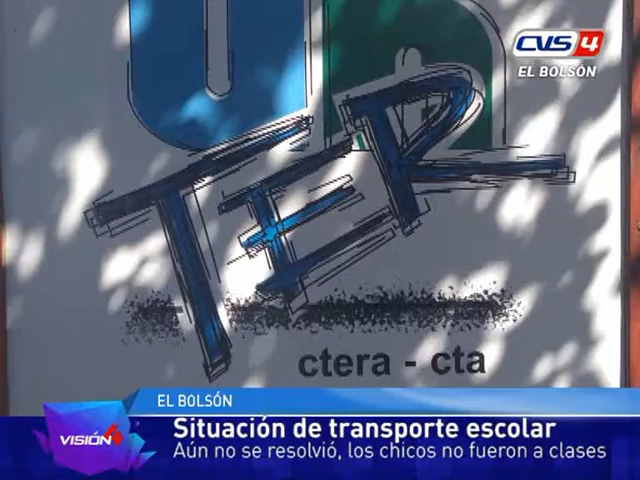 CVS 4
EL BOLSÓN
U
TER
ctera - cta
EL BOLSÓN
Situación de transporte escolar
VISIÓN 4
Aún no se resolvió, los chicos no fueron a clases